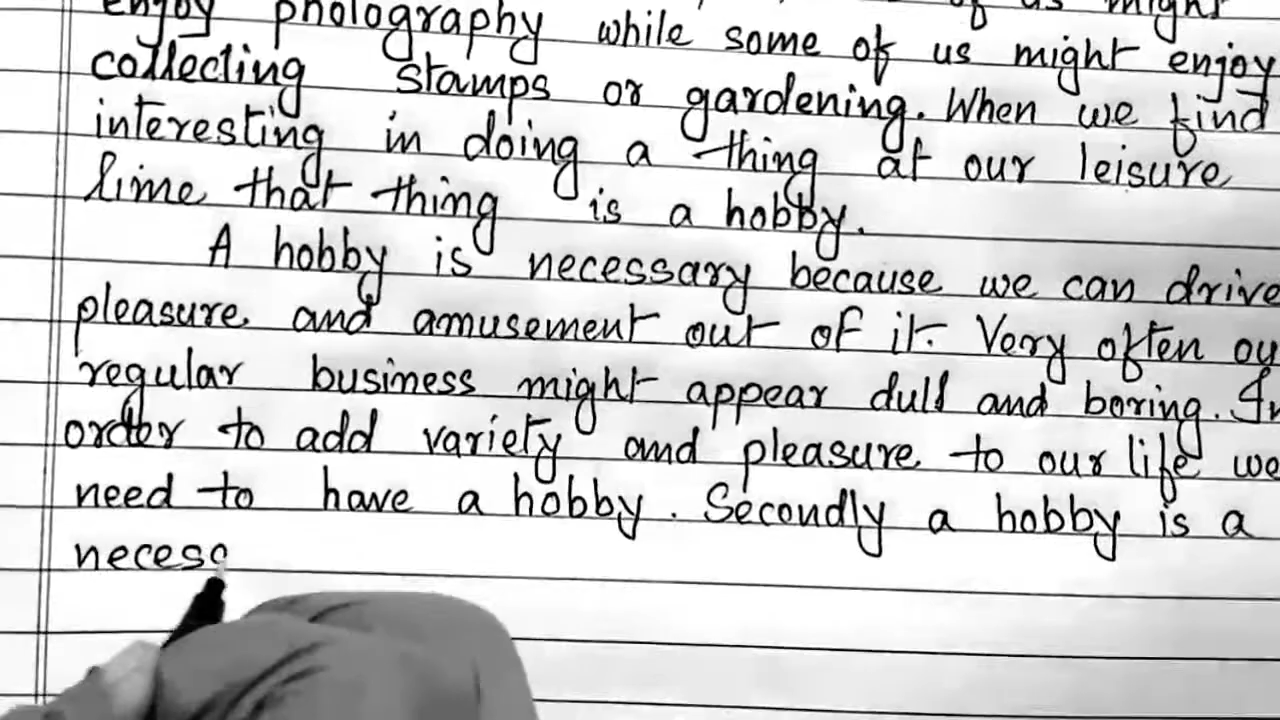 enjoy photography while some of us might enjoy
collecting stamps or gardening. When we find
interesting in doing a thing at our leisure
time that thing is a hobby.
A hobby is necessary because we can drive
pleasure and amusement out of it. Very often ou
regular business might appear dull and boring. In
order to add variety and pleasure to our life we
need to have a hobby. Secondly a hobby is a
necess